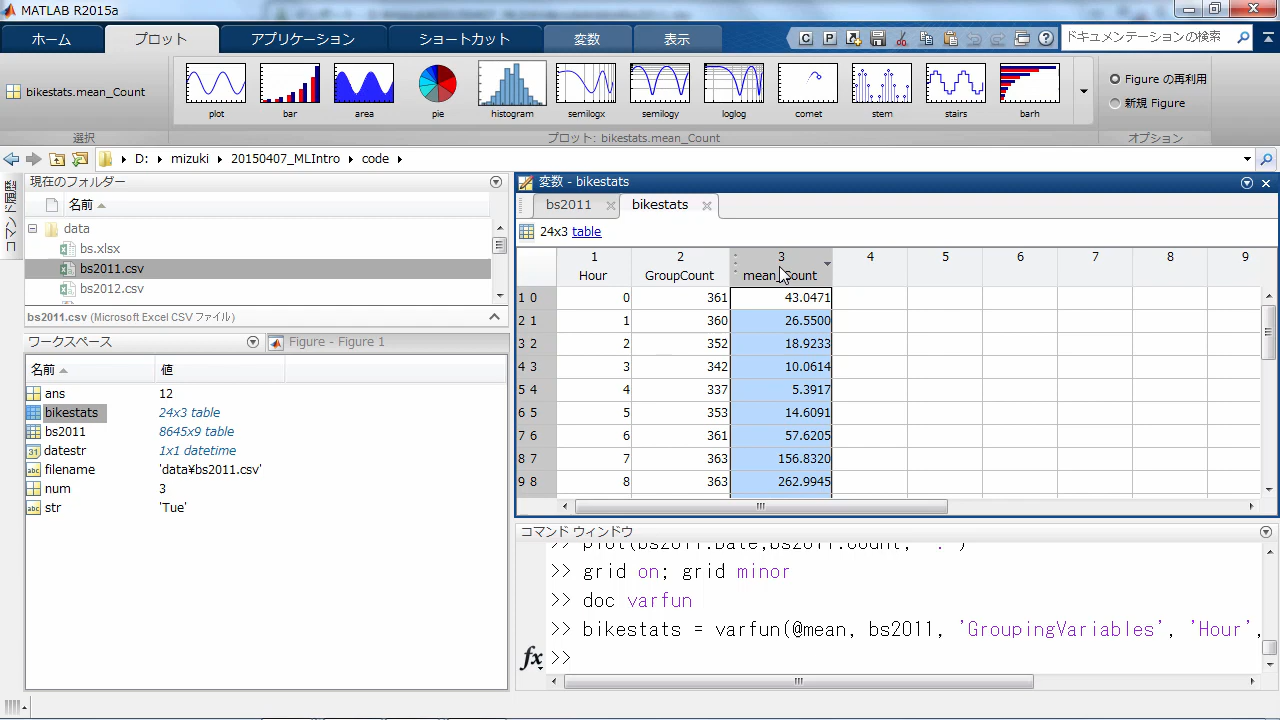 MATLAB R2015a
ホーム プロット アプリケーション ショートカット 変数 表示 ドキュメンテーションの検索
bikestats.mean_Count
plot bar area pie histogram semilogx semilogy loglog comet stem stairs barh
Figure の再利用
新規 Figure
選択 プロット: bikestats.mean_Count オプション
D: mizuki 20150407_MLIntro code
コマンド履歴
現在のフォルダー
名前
data
bs.xlsx
bs2011.csv
bs2012.csv
bs2011.csv (Microsoft Excel CSV ファイル)
ワークスペース Figure - Figure 1
名前 値
ans 12
bikestats 24x3 table
bs2011 8645x9 table
datestr 1x1 datetime
filename 'data¥bs2011.csv'
num 3
str 'Tue'
変数 - bikestats
bs2011 bikestats
24x3 table
1 2 3 4 5 6 7 8 9
Hour GroupCount mean_Count
1 0 0 361 43.0471
2 1 1 360 26.5500
3 2 2 352 18.9233
4 3 3 342 10.0614
5 4 4 337 5.3917
6 5 5 353 14.6091
7 6 6 361 57.6205
8 7 7 363 156.8320
9 8 8 363 262.9945
コマンド ウィンドウ
>> plot(bs2011.Date,bs2011.Count, '.')
>> grid on; grid minor
>> doc varfun
>> bikestats = varfun(@mean, bs2011, 'GroupingVariables', 'Hour',
fx >>